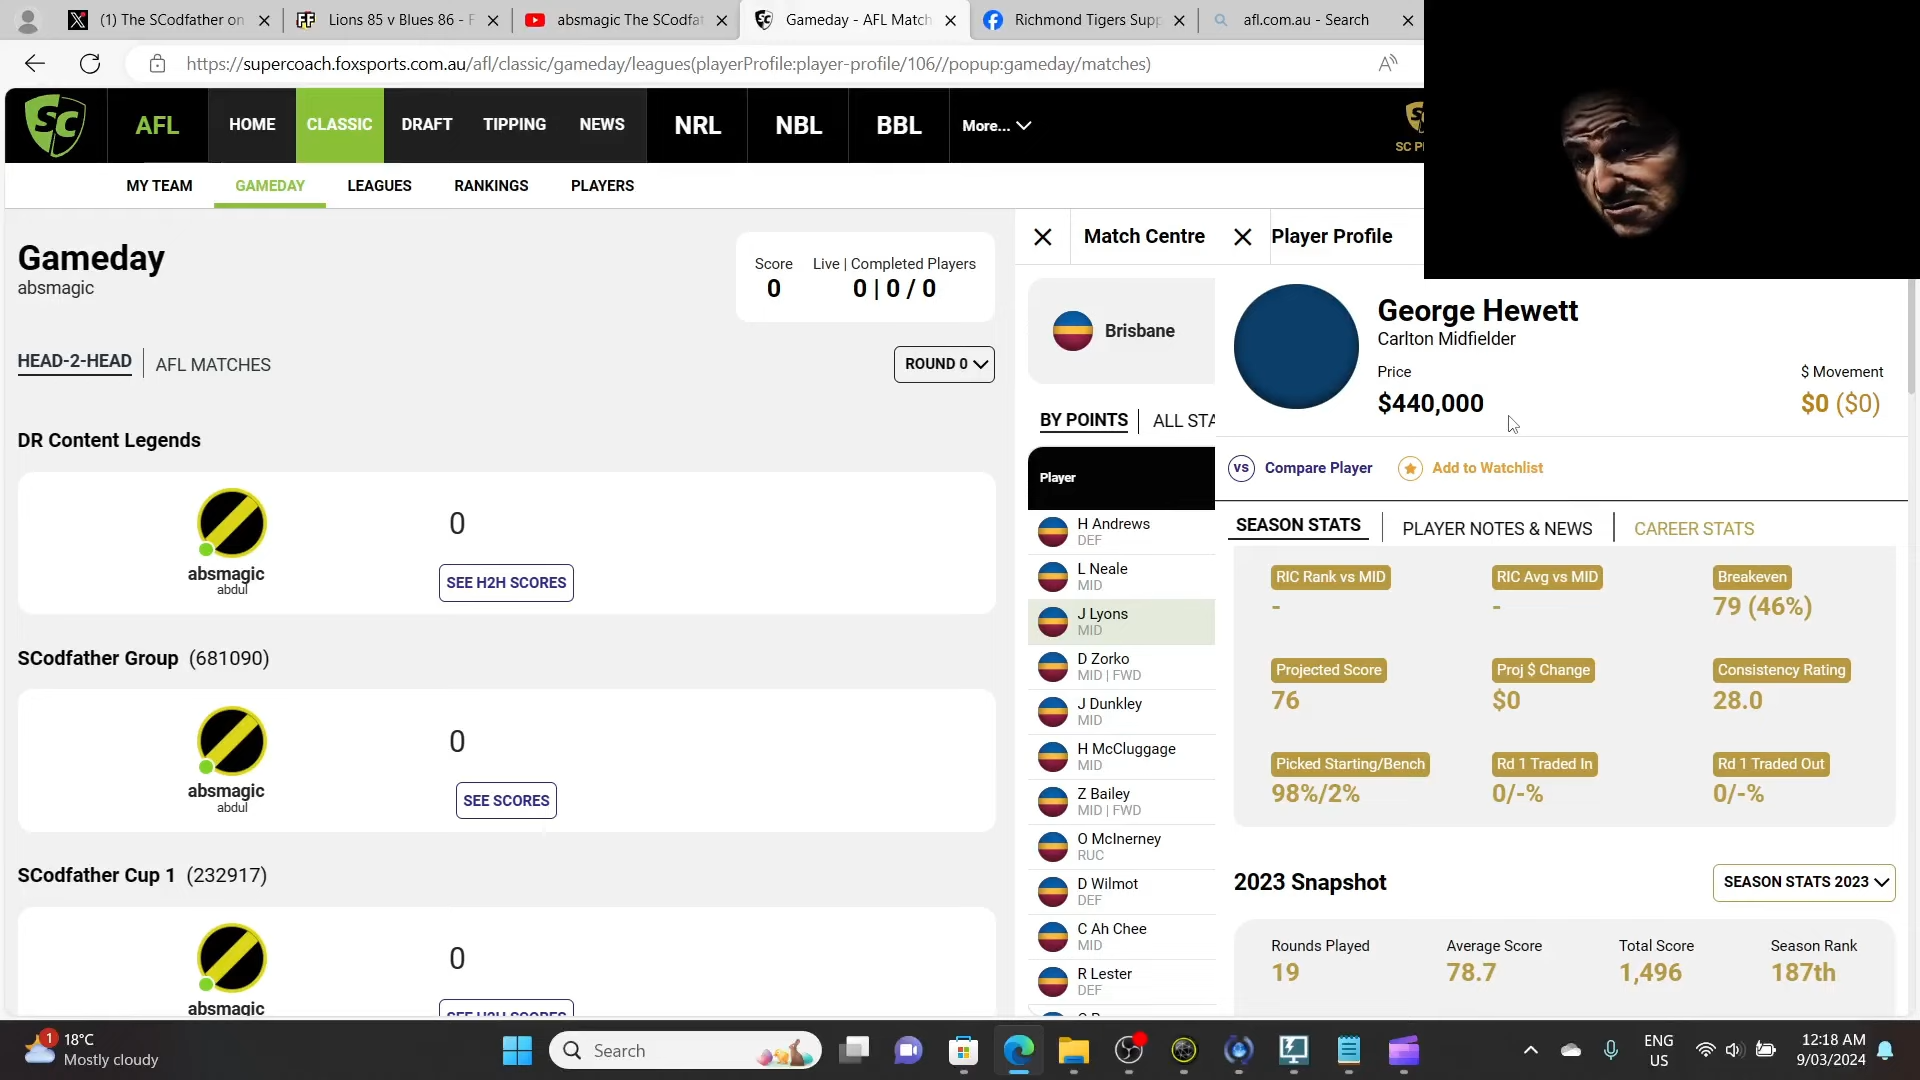 (1) The SCodfather on
Lions 85 v Blues 86 - F
absmagic The SCodfat
Gameday - AFL Match
Richmond Tigers Supp
afl.com.au - Search
https://supercoach.foxsports.com.au/afl/classic/gameday/leagues(playerProfile:player-profile/106//popup:gameday/matches)
SC
AFL
HOME
CLASSIC
DRAFT
TIPPING
NEWS
NRL
NBL
BBL
More...
SC P
MY TEAM
GAMEDAY
LEAGUES
RANKINGS
PLAYERS
Gameday
absmagic
Score
0
Live | Completed Players
0 | 0 / 0
HEAD-2-HEAD
AFL MATCHES
ROUND 0
DR Content Legends
absmagic
abdul
0
SEE H2H SCORES
SCodfather Group (681090)
absmagic
abdul
0
SEE SCORES
SCodfather Cup 1 (232917)
absmagic
0
SEE H2H SCORES
Match Centre
Brisbane
BY POINTS
ALL STA
Player
H Andrews
DEF
L Neale
MID
J Lyons
MID
D Zorko
MID | FWD
J Dunkley
MID
H McCluggage
MID
Z Bailey
MID | FWD
O McInerney
RUC
D Wilmot
DEF
C Ah Chee
MID
R Lester
DEF
Player Profile
George Hewett
Carlton Midfielder
Price
$440,000
$ Movement
$0 ($0)
VS Compare Player
Add to Watchlist
SEASON STATS
PLAYER NOTES & NEWS
CAREER STATS
RIC Rank vs MID
-
RIC Avg vs MID
-
Breakeven
79 (46%)
Projected Score
76
Proj $ Change
$0
Consistency Rating
28.0
Picked Starting/Bench
98%/2%
Rd 1 Traded In
0/-%
Rd 1 Traded Out
0/-%
2023 Snapshot
SEASON STATS 2023
Rounds Played
19
Average Score
78.7
Total Score
1,496
Season Rank
187th
1
18°C
Mostly cloudy
Search
ENG
US
12:18 AM
9/03/2024